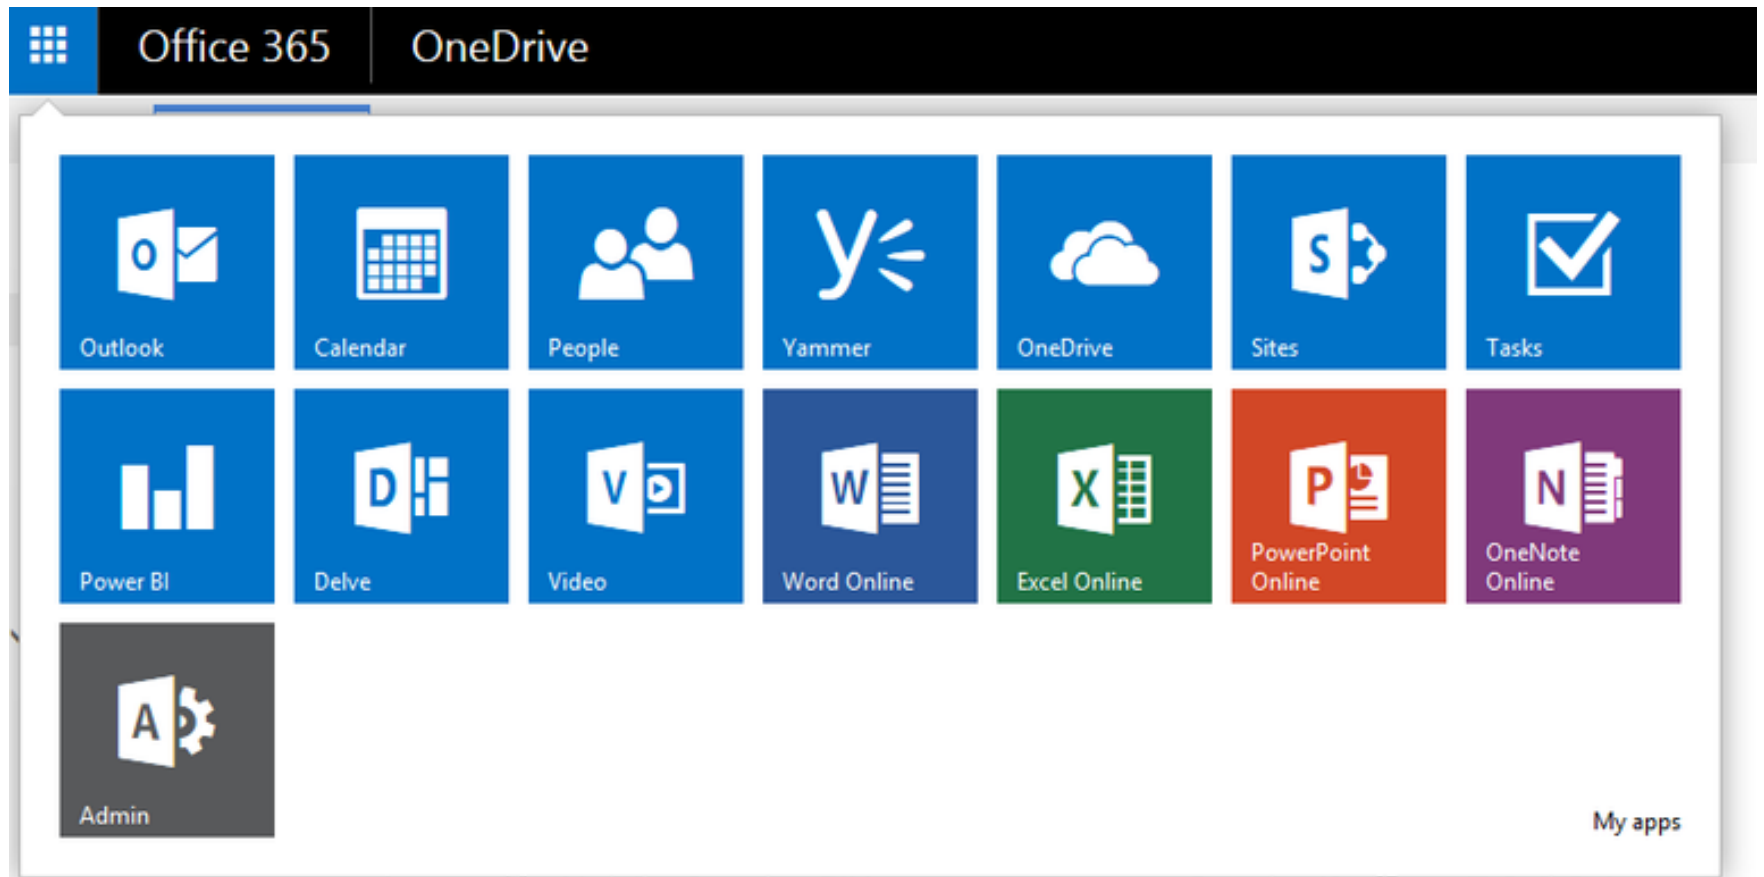 Office 365 OneDrive
Outlook Calendar People Yammer OneDrive Sites Tasks
Power BI Delve Video Word Online Excel Online PowerPoint Online OneNote Online
Admin
My apps